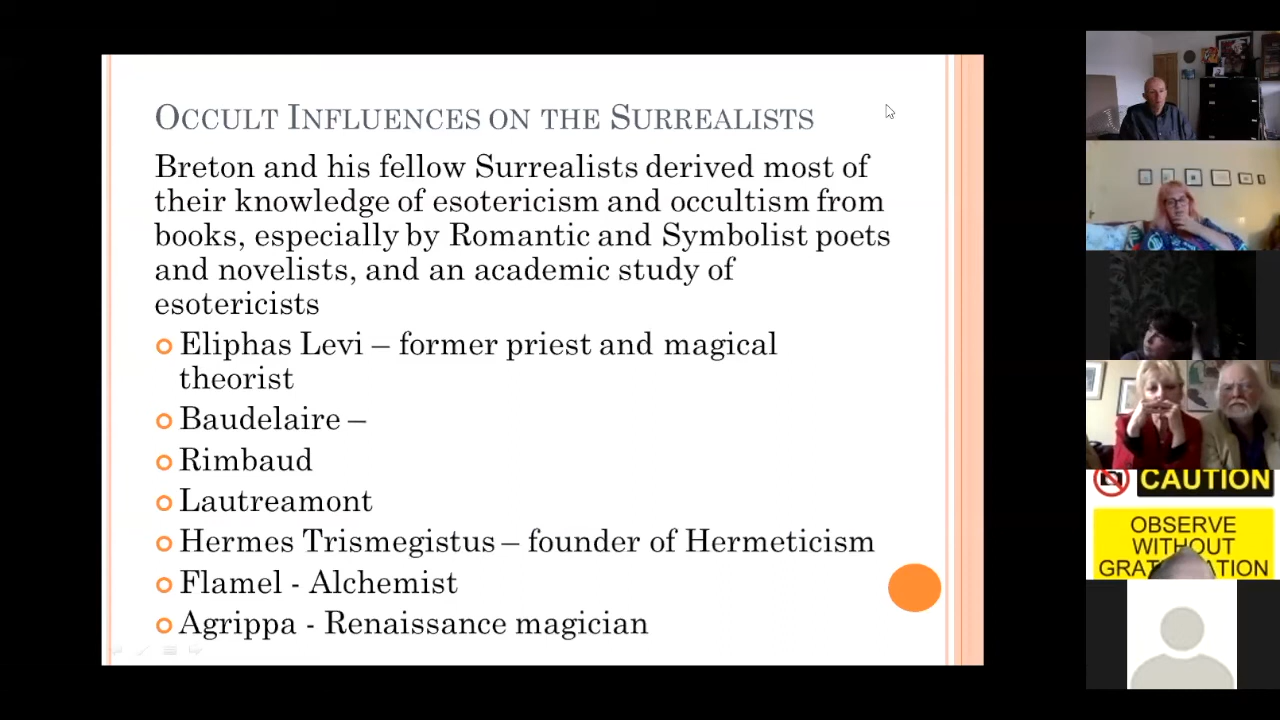 OCCULT INFLUENCES ON THE SURREALISTS
Breton and his fellow Surrealists derived most of
their knowledge of esotericism and occultism from
books, especially by Romantic and Symbolist poets
and novelists, and an academic study of
esotericists
Eliphas Levi – former priest and magical
theorist
Baudelaire –
Rimbaud
Lautreamont
Hermes Trismegistus – founder of Hermeticism
Flamel - Alchemist
Agrippa - Renaissance magician
CAUTION
OBSERVE
WITHOUT